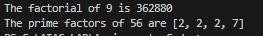 The factorial of 9 is 362880
The prime factors of 56 are [2, 2, 2, 7]